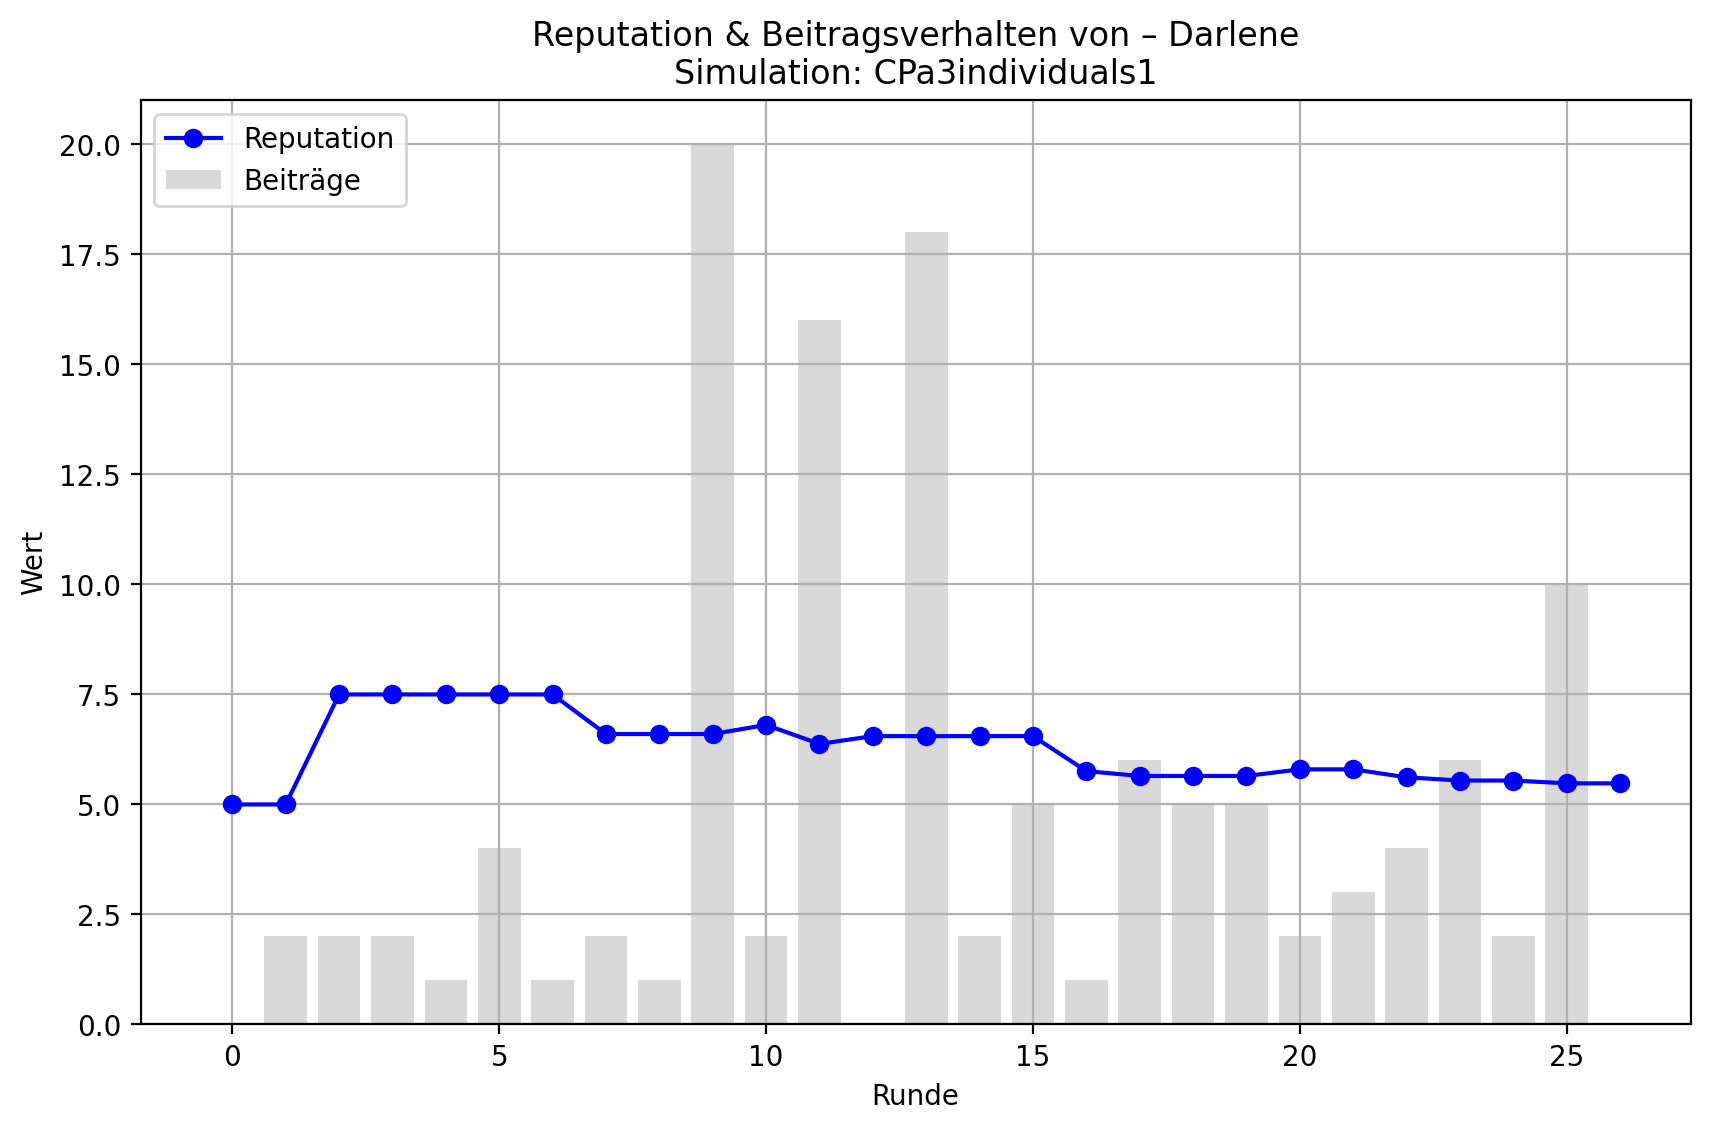 Reputation & Beitragsverhalten von – Darlene
Simulation: CPa3individuals1
Reputation
Beiträge
20.0
17.5
15.0
12.5
10.0
7.5
5.0
2.5
0.0
Wert
0 5 10 15 20 25
Runde